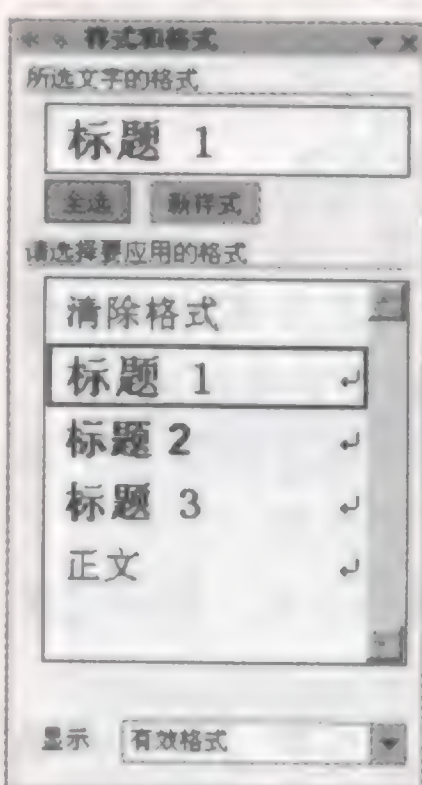 样式和格式
所选文字的格式
标题 1
全选 新样式
请选择要应用的格式
清除格式
标题 1
标题 2
标题 3
正文
显示 有效格式